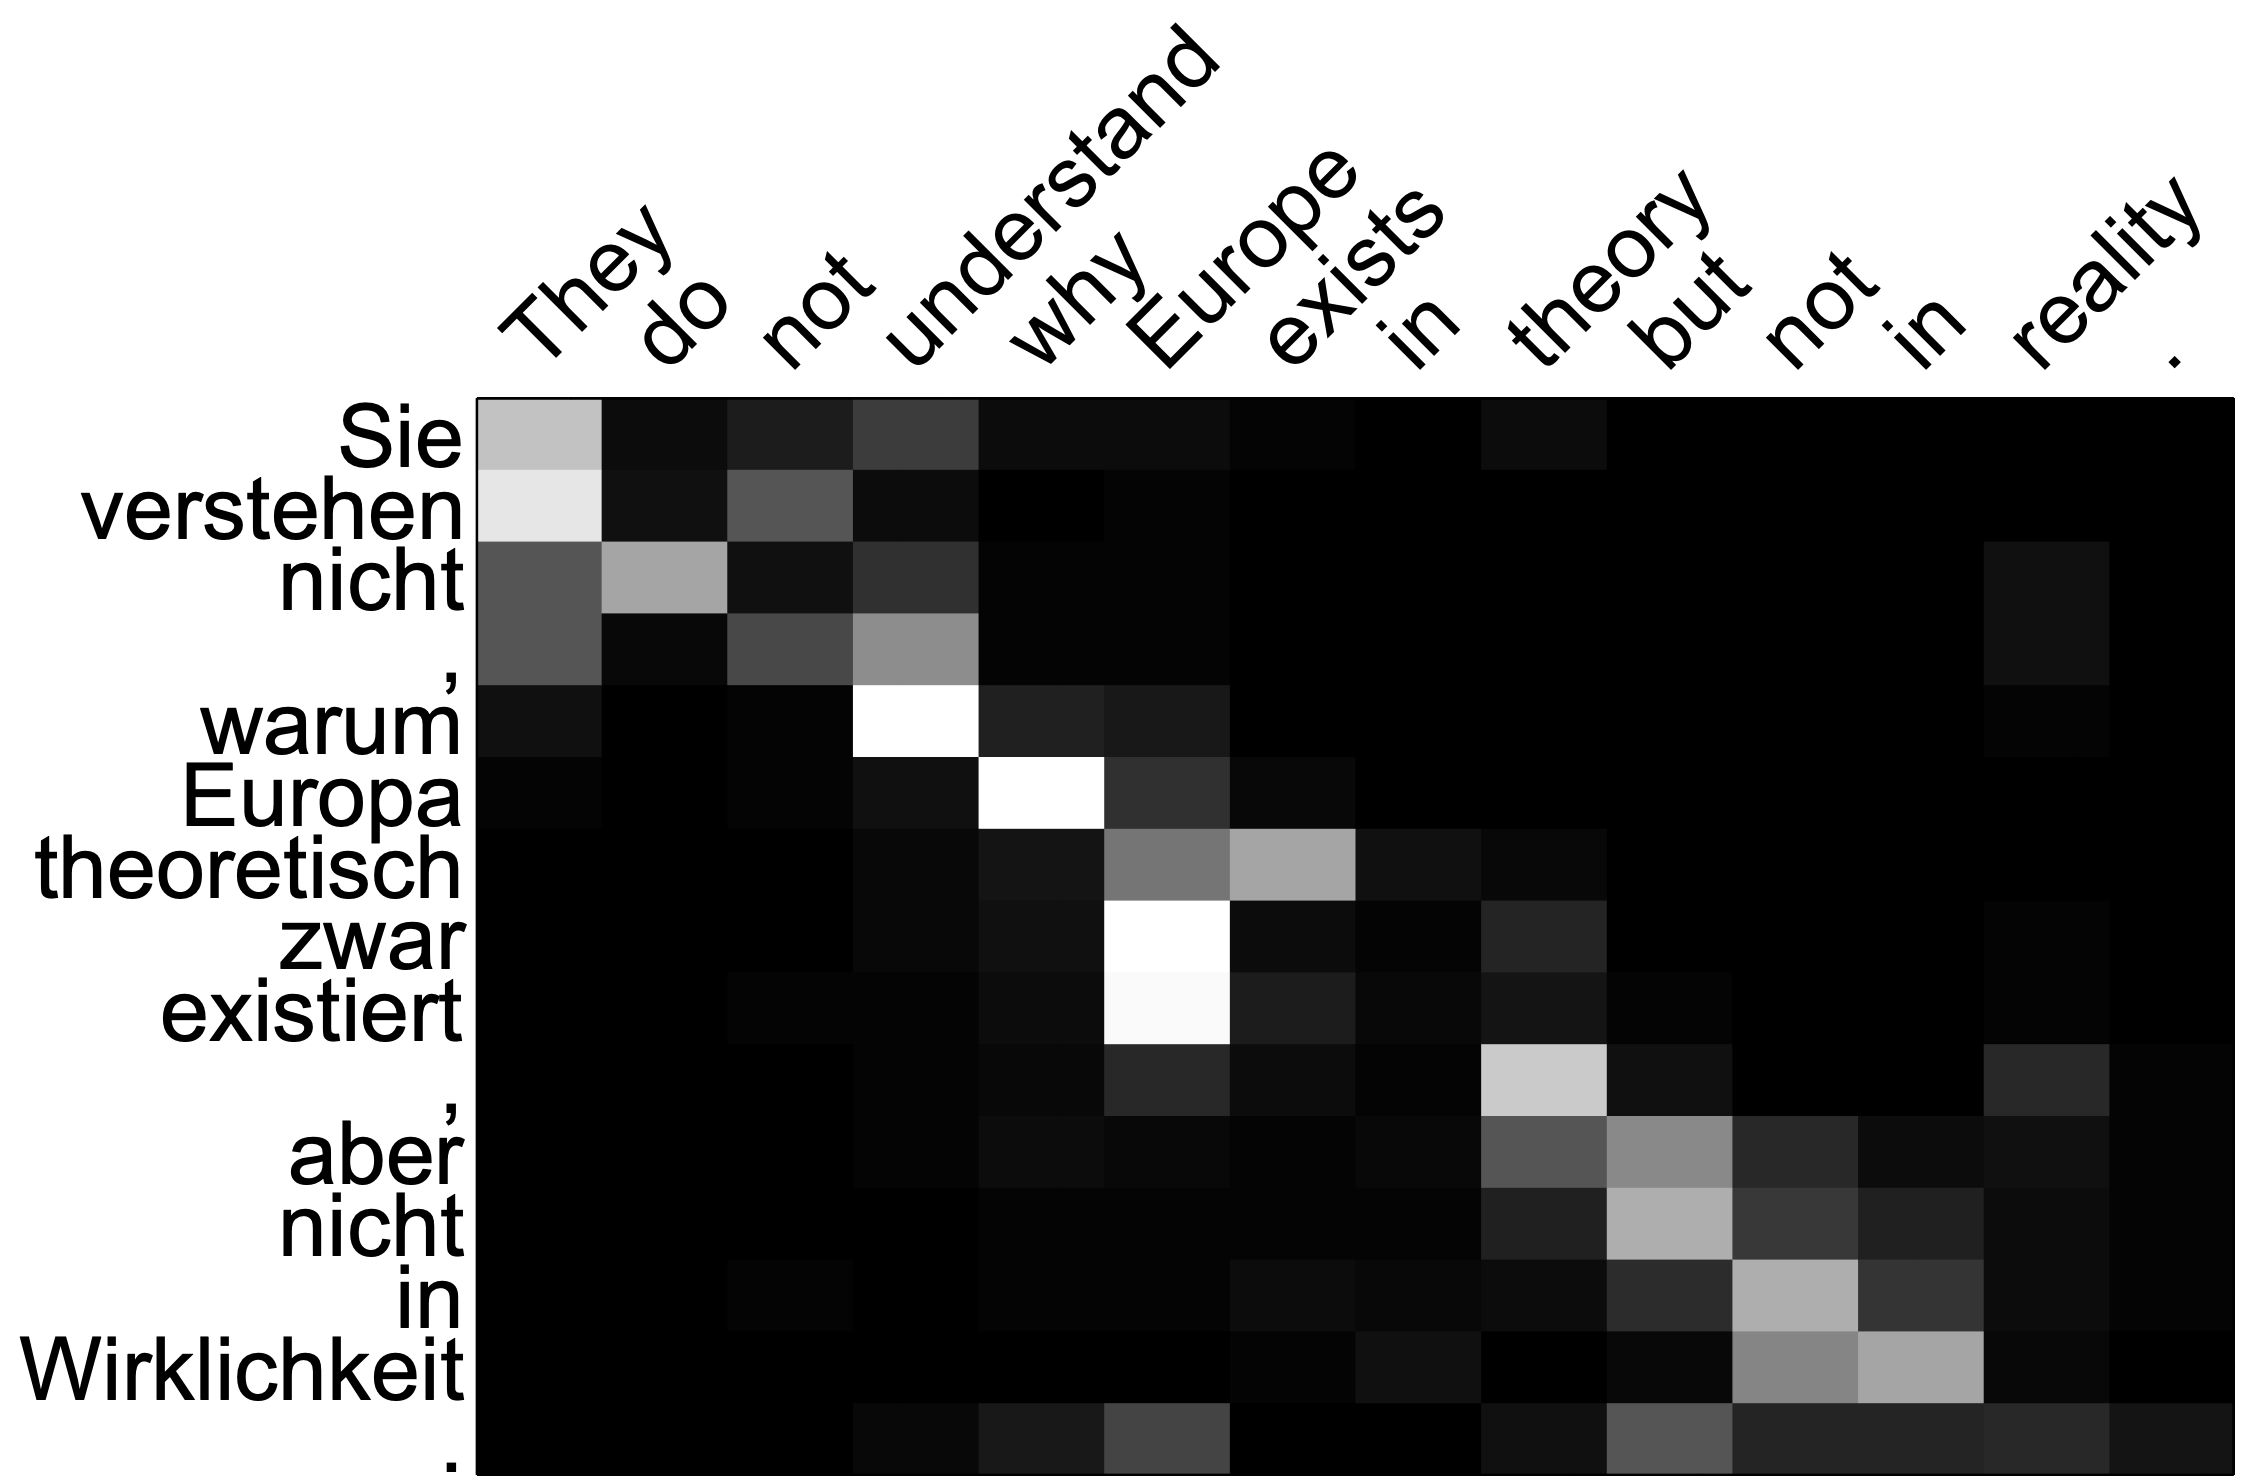 They do not understand why Europe exists in theory but not in reality .
Sie
verstehen
nicht
,
warum
Europa
theoretisch
zwar
existiert
,
aber
nicht
in
Wirklichkeit
.